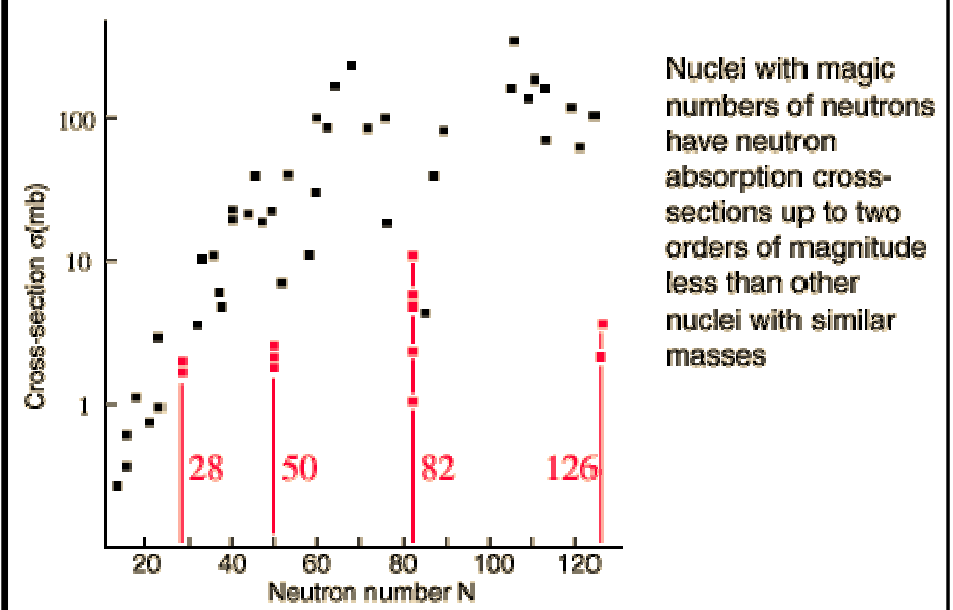 Cross-section σ(mb)
100
10
1
28
50
82
126
20
40
60
80
100
120
Neutron number N
Nuclei with magic
numbers of neutrons
have neutron
absorption cross-
sections up to two
orders of magnitude
less than other
nuclei with similar
masses